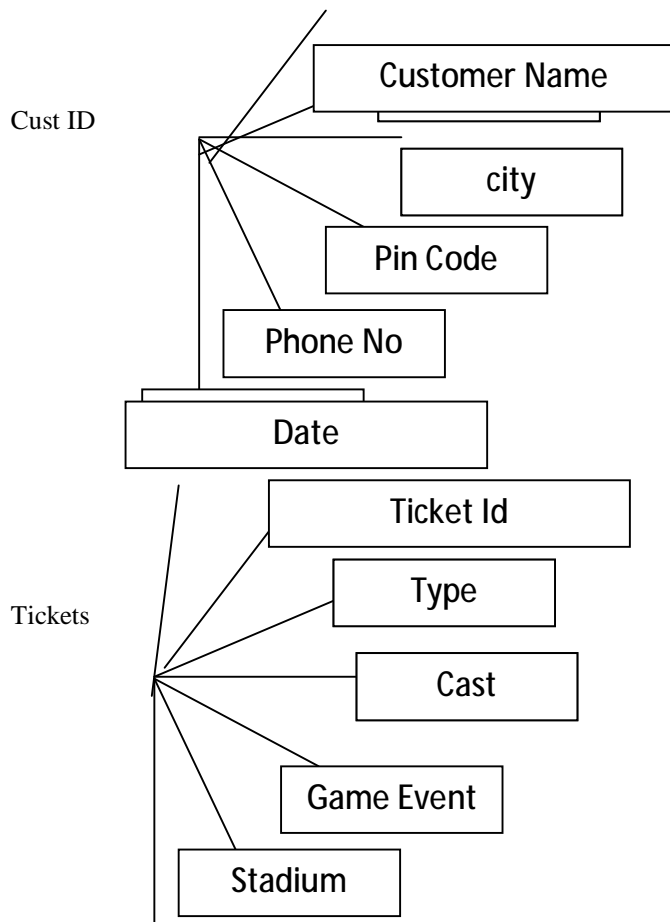 Customer Name
Cust ID
city
Pin Code
Phone No
Date
Ticket Id
Type
Tickets
Cast
Game Event
Stadium